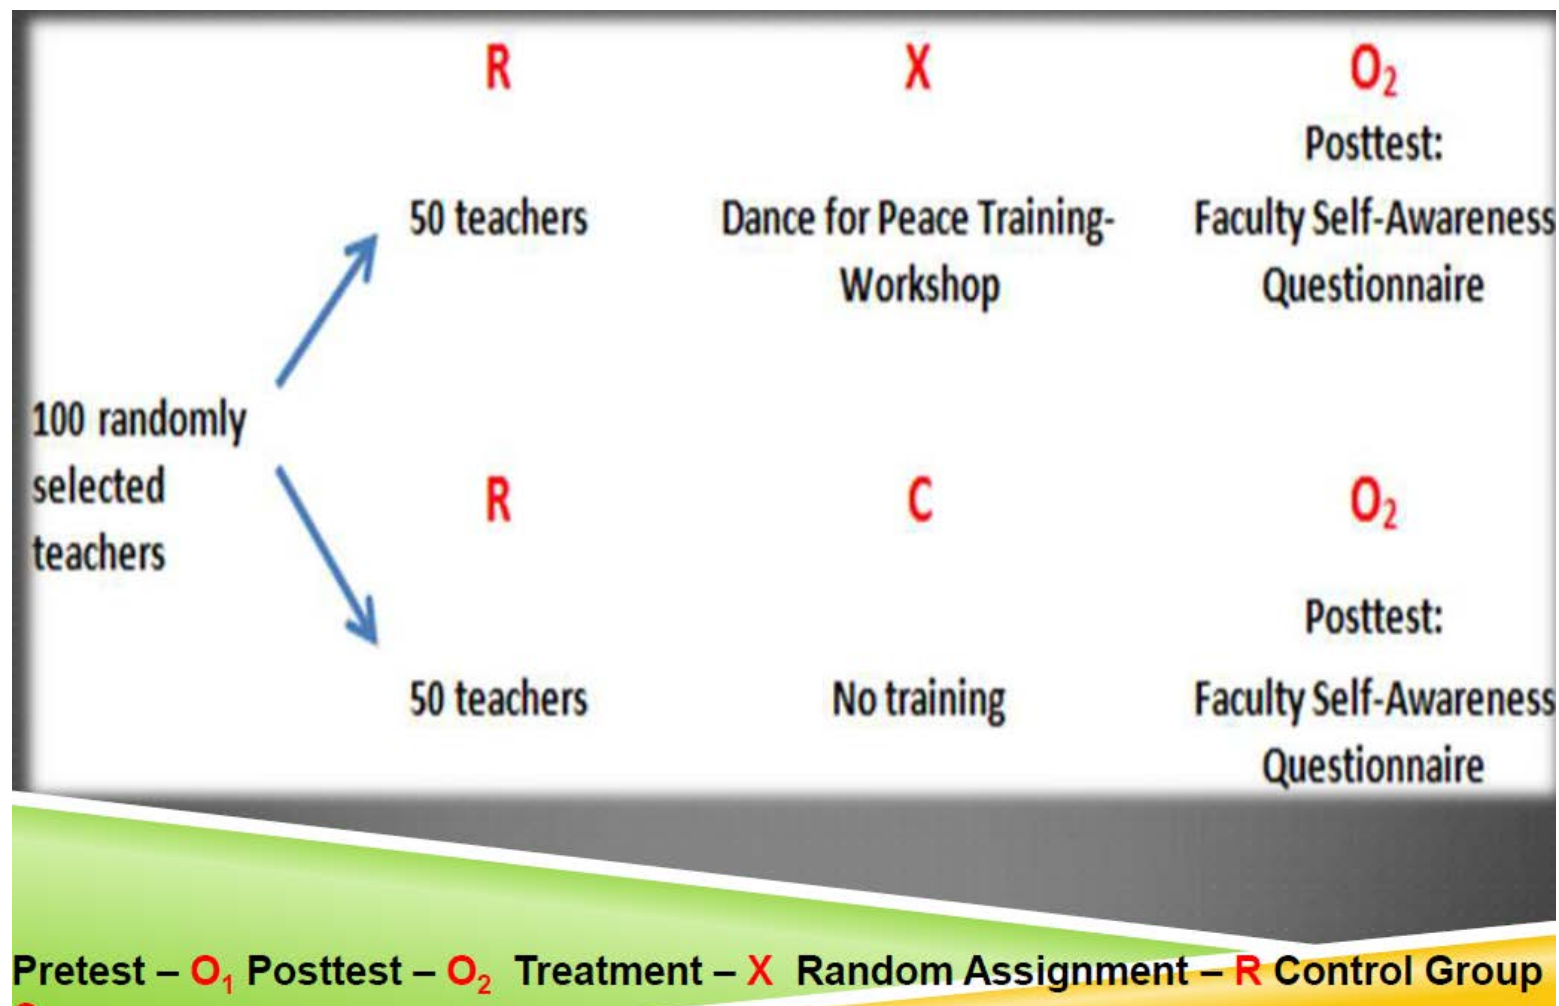 R X O₂
Posttest:
50 teachers Dance for Peace Training- Faculty Self-Awareness
Workshop Questionnaire
100 randomly
selected
teachers
R C O₂
Posttest:
50 teachers No training Faculty Self-Awareness
Questionnaire
Pretest – O₁ Posttest – O₂ Treatment – X Random Assignment – R Control Group